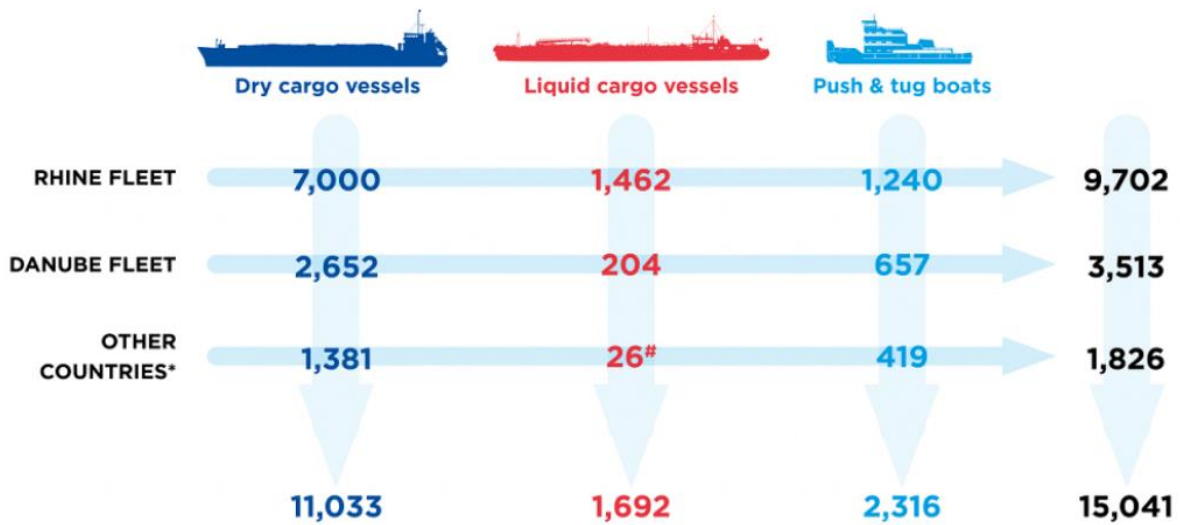 Dry cargo vessels Liquid cargo vessels Push & tug boats
RHINE FLEET 7,000 1,462 1,240 9,702
DANUBE FLEET 2,652 204 657 3,513
OTHER
COUNTRIES* 1,381 26# 419 1,826
11,033 1,692 2,316 15,041